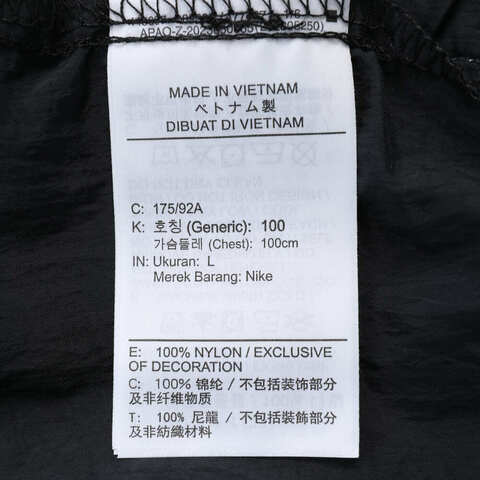 MADE IN VIETNAM
ベトナム製
DIBUAT DI VIETNAM
C: 175/92A
K: 호칭 (Generic): 100
가슴둘레 (Chest): 100cm
IN: Ukuran: L
Merek Barang: Nike
E: 100% NYLON / EXCLUSIVE
OF DECORATION
C: 100% 锦纶 / 不包括装饰部分
及非纤维物质
T: 100% 尼龍 / 不包括裝飾部分
及非紡織材料